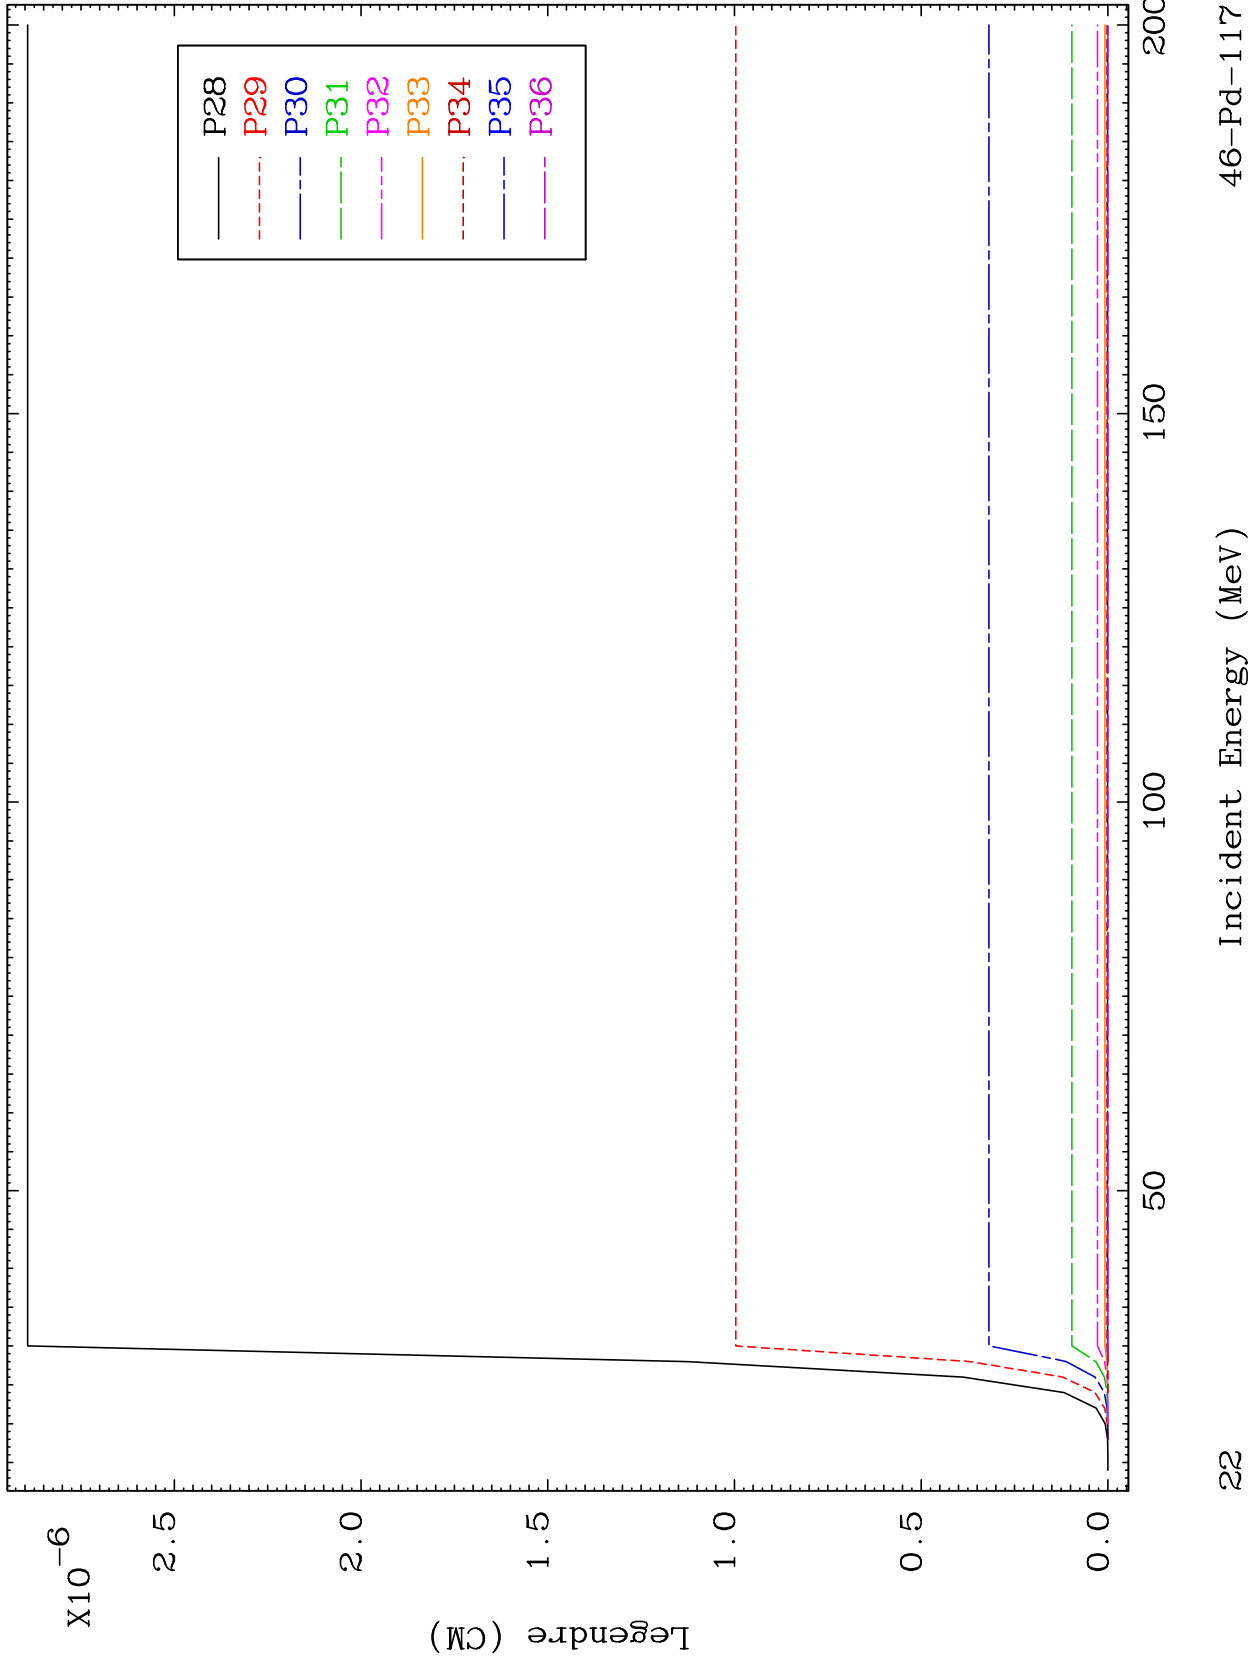 X10-6
2.5
2.0
1.5
1.0
0.5
0.0
Legendre (CM)
P28
P29
P30
P31
P32
P33
P34
P35
P36
50
100
150
200
22
Incident Energy (MeV)
46-Pd-117